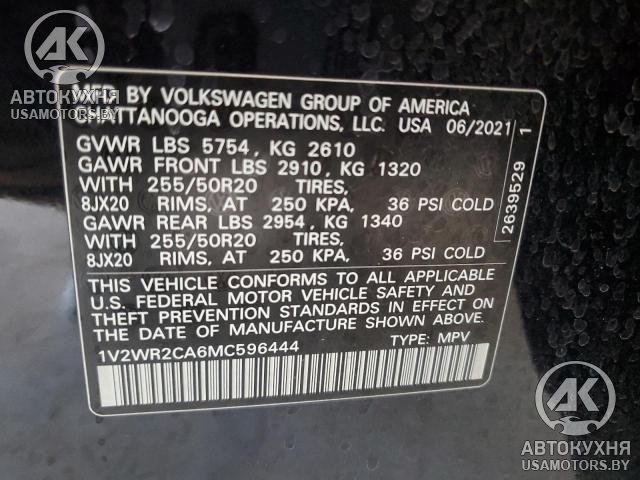 AK
АВТОКУХНЯ
USAMOTORS.BY
MFD BY VOLKSWAGEN GROUP OF AMERICA
CHATTANOOGA OPERATIONS, LLC. USA 06/2021
GVWR LBS 5754, KG 2610
GAWR FRONT LBS 2910, KG 1320
WITH 255/50R20 TIRES,
8JX20 RIMS, AT 250 KPA, 36 PSI COLD
GAWR REAR LBS 2954, KG 1340
WITH 255/50R20 TIRES,
8JX20 RIMS, AT 250 KPA, 36 PSI COLD
THIS VEHICLE CONFORMS TO ALL APPLICABLE
U.S. FEDERAL MOTOR VEHICLE SAFETY AND
THEFT PREVENTION STANDARDS IN EFFECT ON
THE DATE OF MANUFACTURE SHOWN ABOVE.
1V2WR2CA6MC596444 TYPE: MPV
2639529 1
AK
АВТОКУХНЯ
USAMOTORS.BY